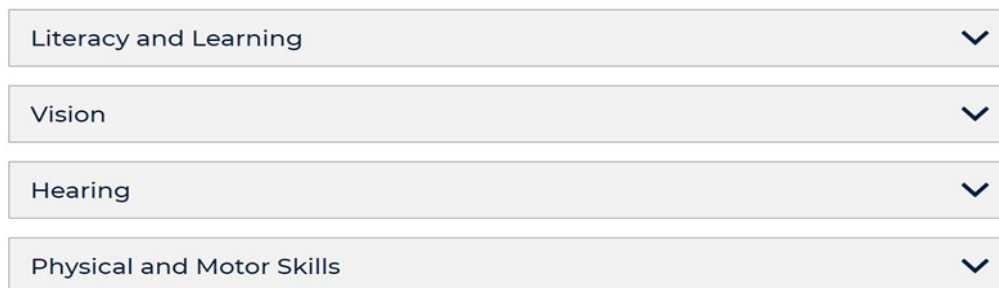 Literacy and Learning
Vision
Hearing
Physical and Motor Skills